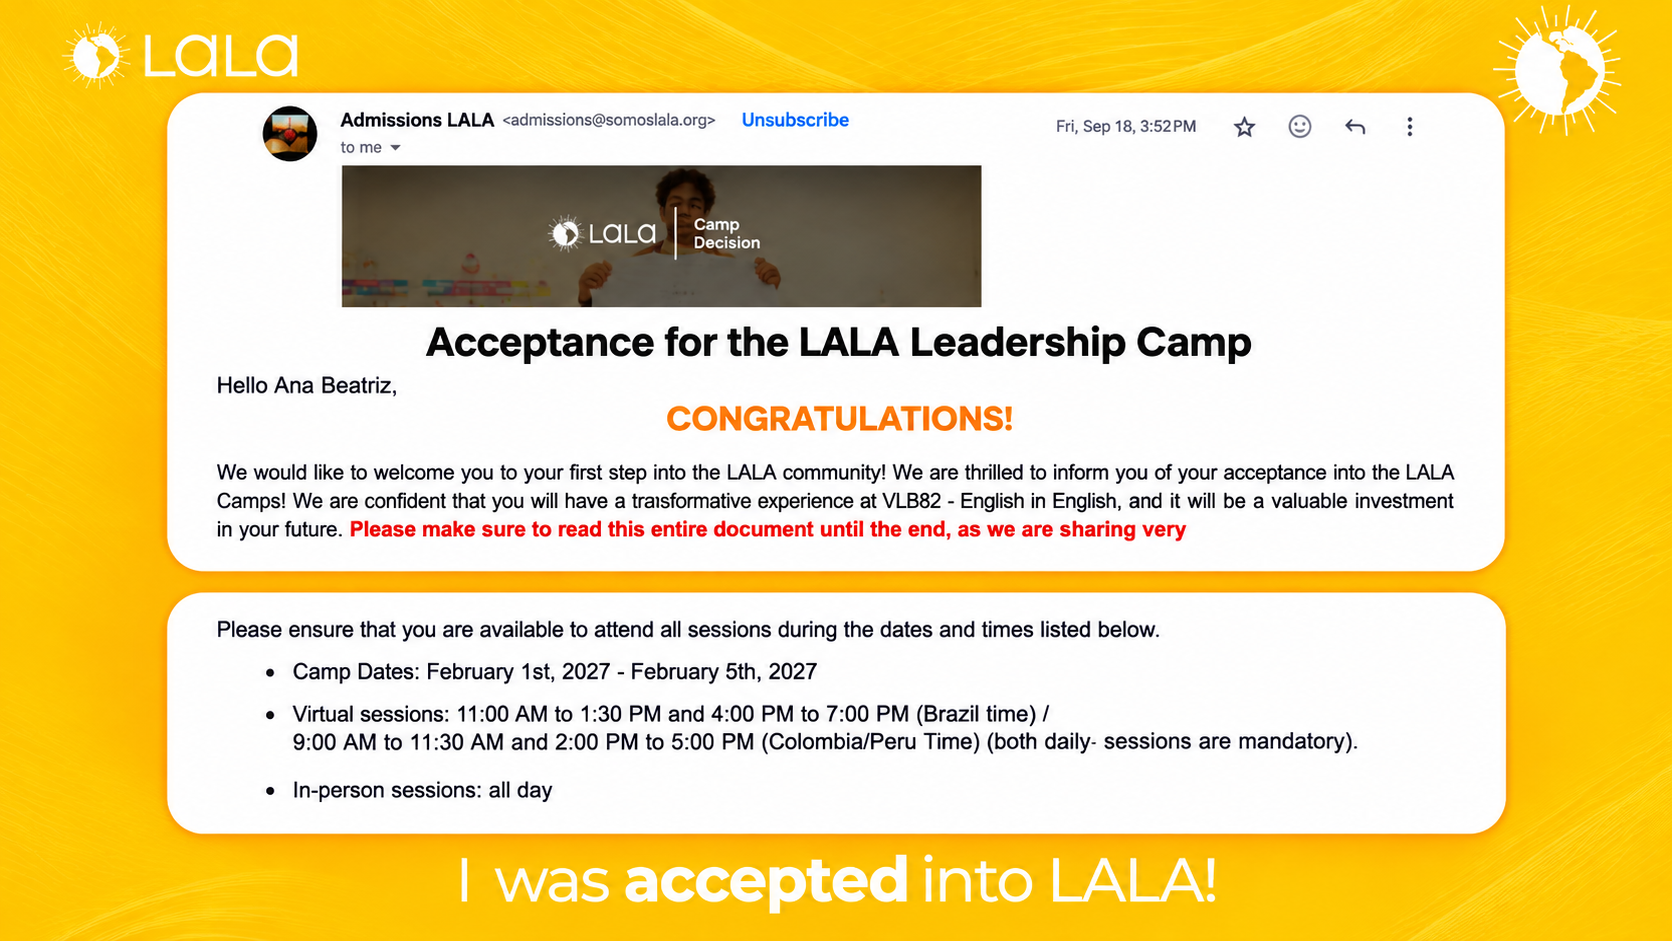 LaLa
Admissions LALA <admissions@somoslala.org> Unsubscribe Fri, Sep 18, 3:52 PM
to me
LaLa | Camp
Decision
Acceptance for the LALA Leadership Camp
Hello Ana Beatriz,
CONGRATULATIONS!
We would like to welcome you to your first step into the LALA community! We are thrilled to inform you of your acceptance into the LALA
Camps! We are confident that you will have a transformative experience at VLB82 - English in English, and it will be a valuable investment
in your future. Please make sure to read this entire document until the end, as we are sharing very
Please ensure that you are available to attend all sessions during the dates and times listed below.
• Camp Dates: February 1st, 2027 - February 5th, 2027
• Virtual sessions: 11:00 AM to 1:30 PM and 4:00 PM to 7:00 PM (Brazil time) /
9:00 AM to 11:30 AM and 2:00 PM to 5:00 PM (Colombia/Peru Time) (both daily- sessions are mandatory).
• In-person sessions: all day
I was accepted into LALA!